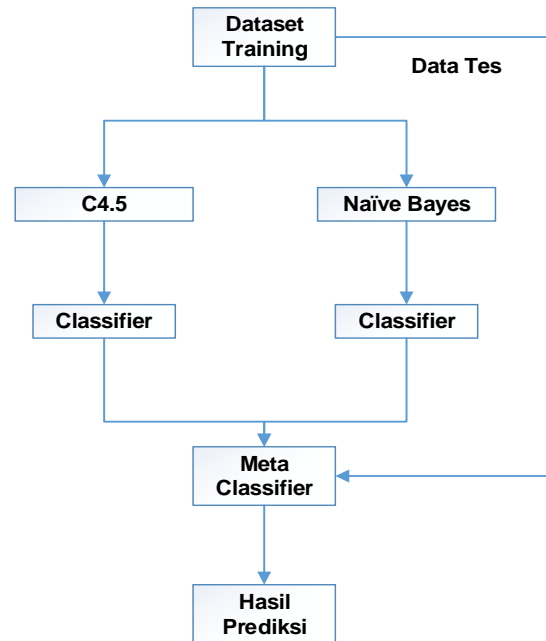 Dataset
Training
Data Tes
C4.5
Naïve Bayes
Classifier
Classifier
Meta
Classifier
Hasil
Prediksi